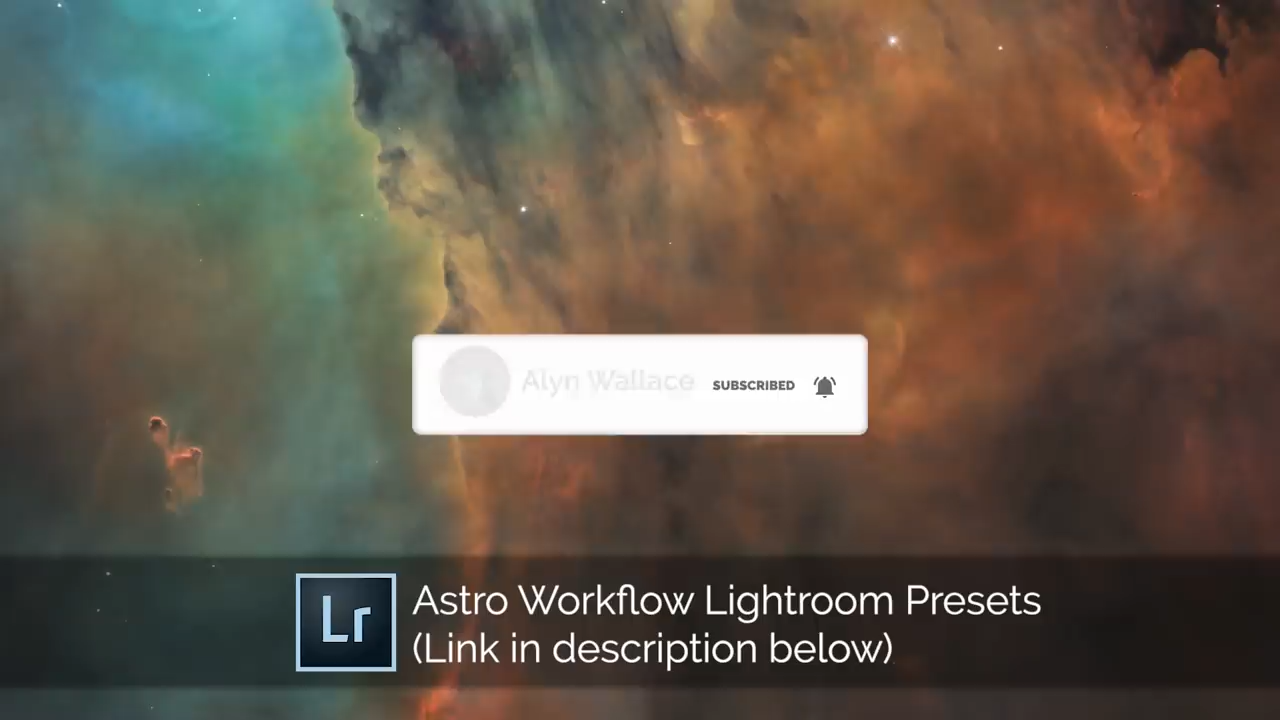 Alyn Wallace
SUBSCRIBED
Lr
Astro Workflow Lightroom Presets
(Link in description below)